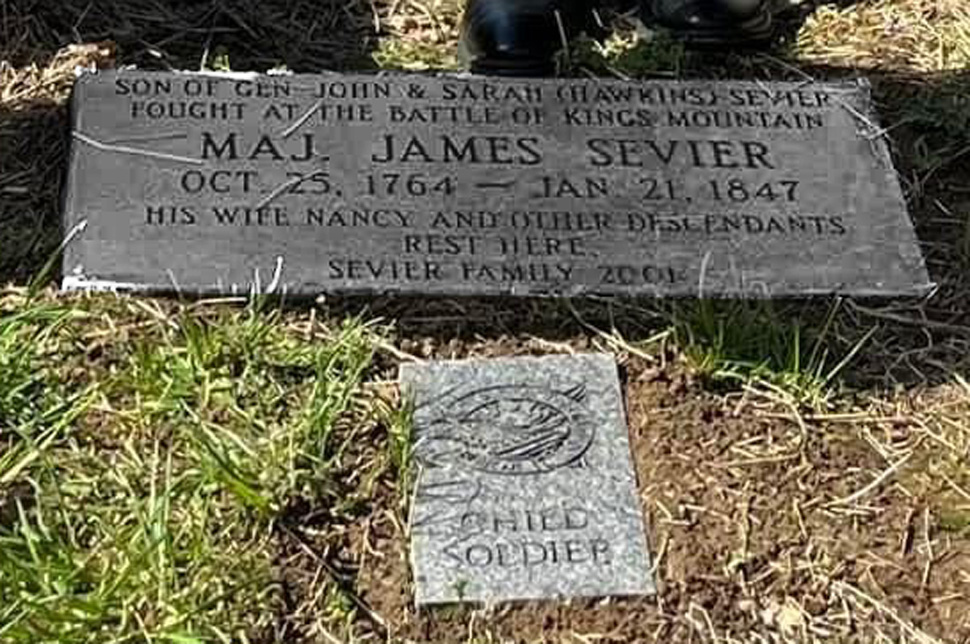 SON OF GEN JOHN & SARAH (HAWKINS) SEVIER
FOUGHT AT THE BATTLE OF KINGS MOUNTAIN
MAJ. JAMES SEVIER
OCT. 25, 1764 — JAN 21, 1847
HIS WIFE NANCY AND OTHER DESCENDANTS
REST HERE.
SEVIER FAMILY 2001
CHILD
SOLDIER